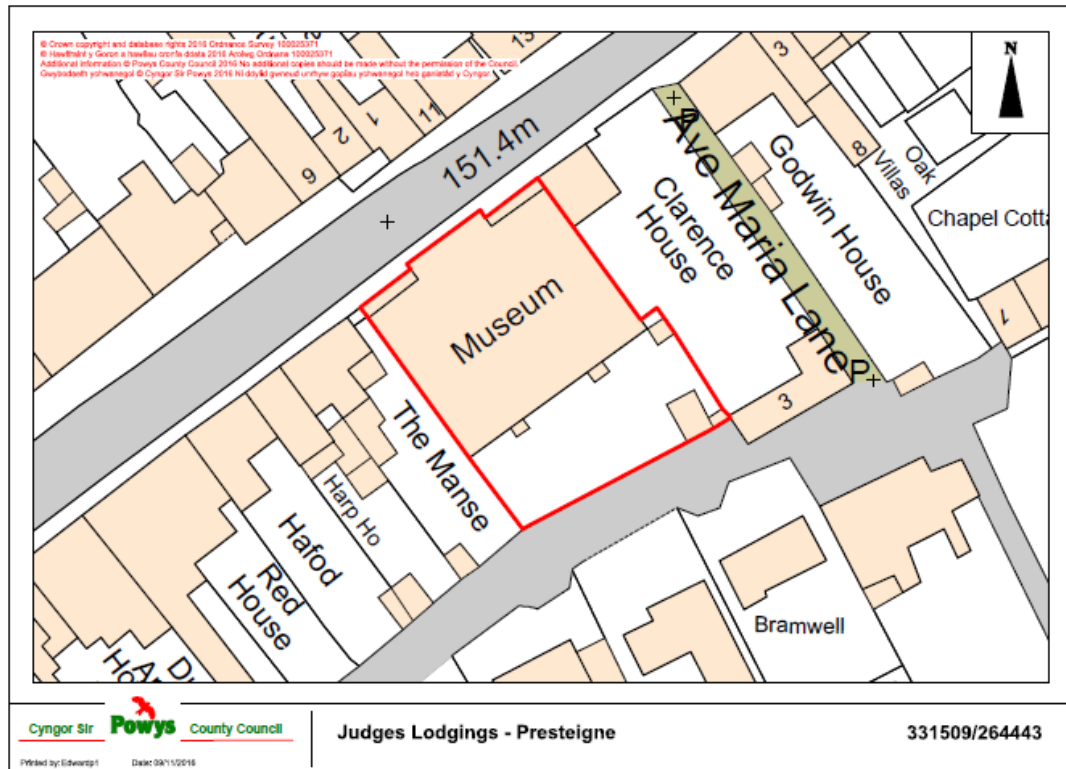 © Crown copyright and database rights 2016 Ordnance Survey 100025371
© Hawlfraint y Goron a hawliau cronfa ddata 2016 Arolwg Ordnans 100025371
Additional information © Powys County Council 2016 No additional copies should be made without the permission of the Council.
Gwybodaeth ychwanegol © Cyngor Sir Powys 2016 Ni ddylid gwneud unrhyw gopïau ychwanegol heb ganiatâd y Cyngor.
N
13
11
1
2
6
151.4m
3
8
Oak
Villas
Chapel Cotta
7
Godwin House
Ave Maria Lane
P
Clarence
House
3
Museum
The Manse
Harp Ho
Hafod
Red
House
Bramwell
Cyngor Sir Powys County Council
Printed by: Edwardp1 Date: 09/11/2016
Judges Lodgings - Presteigne
331509/264443